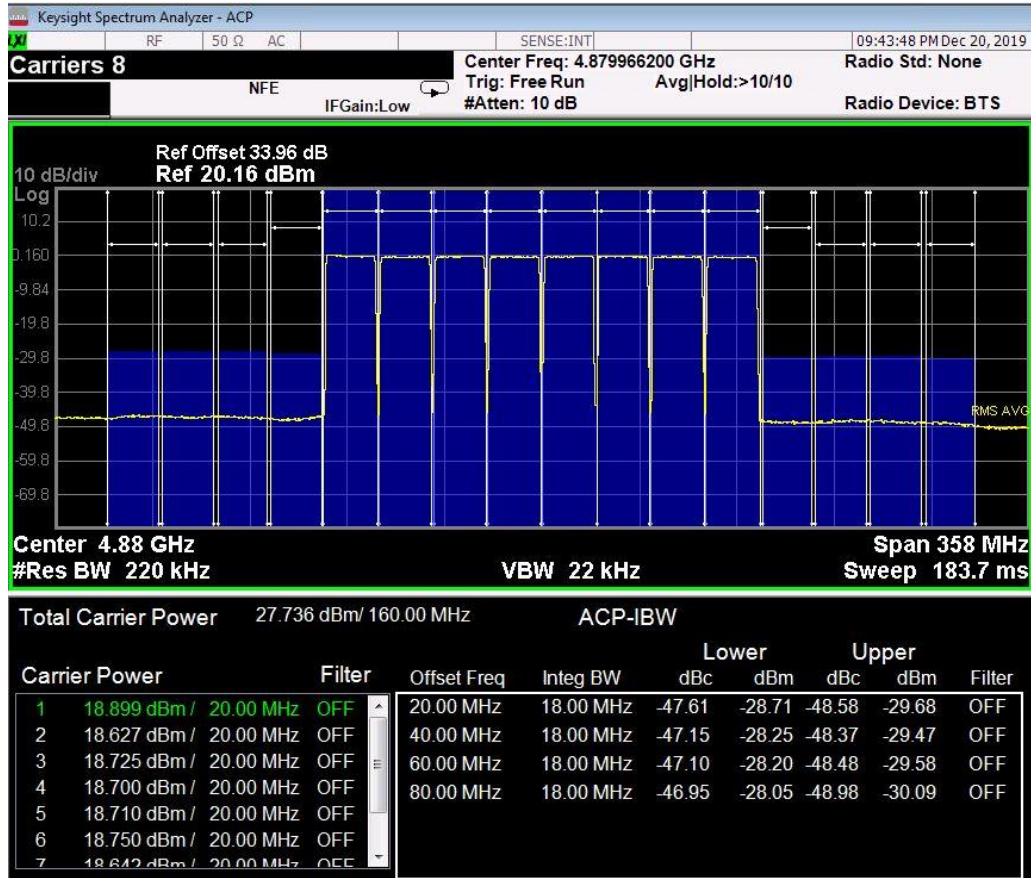 Keysight Spectrum Analyzer - ACP
LXI RF 50 Ω AC SENSE:INT 09:43:48 PM Dec 20, 2019
Carriers 8 Center Freq: 4.879966200 GHz Radio Std: None
NFE Trig: Free Run Avg|Hold:>10/10
IFGain:Low #Atten: 10 dB Radio Device: BTS
Ref Offset 33.96 dB
10 dB/div Ref 20.16 dBm
Log
10.2
0.160
-9.84
-19.8
-29.8
-39.8
RMS AVG
-49.8
-59.8
-69.8
Center 4.88 GHz Span 358 MHz
#Res BW 220 kHz VBW 22 kHz Sweep 183.7 ms
Total Carrier Power 27.736 dBm/ 160.00 MHz ACP-IBW
Lower Upper
Carrier Power Filter Offset Freq Integ BW dBc dBm dBc dBm Filter
1 18.899 dBm / 20.00 MHz OFF 20.00 MHz 18.00 MHz -47.61 -28.71 -48.58 -29.68 OFF
2 18.627 dBm / 20.00 MHz OFF 40.00 MHz 18.00 MHz -47.15 -28.25 -48.37 -29.47 OFF
3 18.725 dBm / 20.00 MHz OFF 60.00 MHz 18.00 MHz -47.10 -28.20 -48.48 -29.58 OFF
4 18.700 dBm / 20.00 MHz OFF 80.00 MHz 18.00 MHz -46.95 -28.05 -48.98 -30.09 OFF
5 18.710 dBm / 20.00 MHz OFF
6 18.750 dBm / 20.00 MHz OFF
7 18.642 dBm / 20.00 MHz OFF